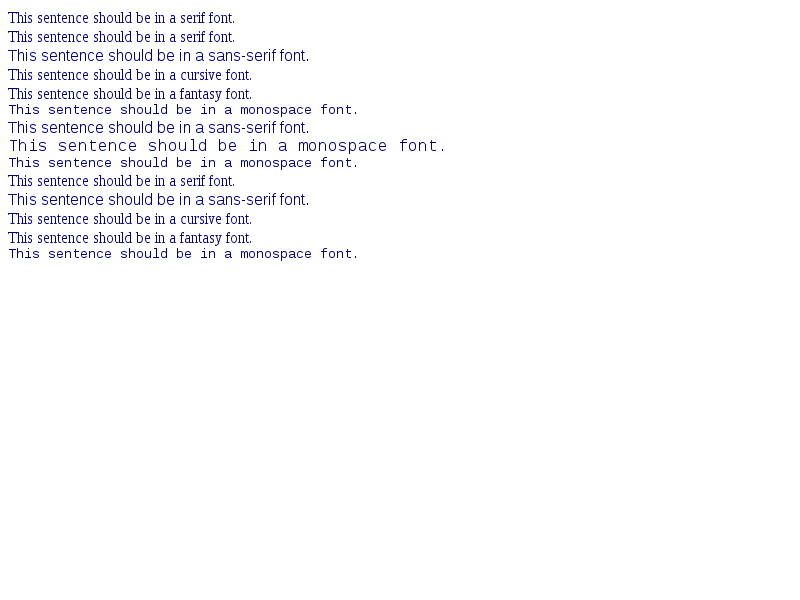 This sentence should be in a serif font.
This sentence should be in a serif font.
This sentence should be in a sans-serif font.
This sentence should be in a cursive font.
This sentence should be in a fantasy font.
This sentence should be in a monospace font.
This sentence should be in a sans-serif font.
This sentence should be in a monospace font.
This sentence should be in a monospace font.
This sentence should be in a serif font.
This sentence should be in a sans-serif font.
This sentence should be in a cursive font.
This sentence should be in a fantasy font.
This sentence should be in a monospace font.